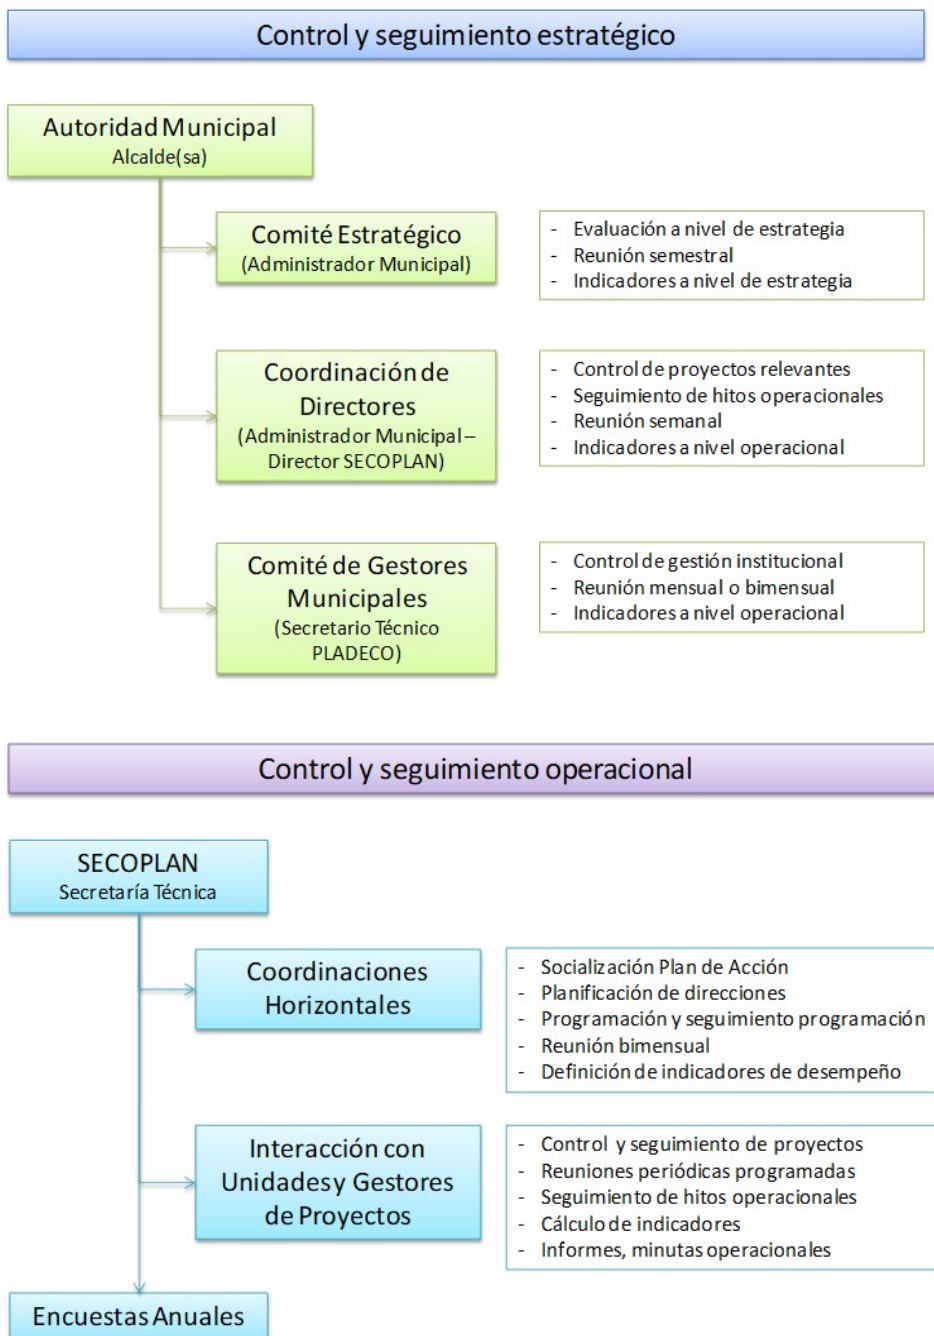 Control y seguimiento estratégico
Autoridad Municipal
Alcalde(sa)
Comité Estratégico
(Administrador Municipal)
- Evaluación a nivel de estrategia
- Reunión semestral
- Indicadores a nivel de estrategia
Coordinación de
Directores
(Administrador Municipal –
Director SECOPLAN)
- Control de proyectos relevantes
- Seguimiento de hitos operacionales
- Reunión semanal
- Indicadores a nivel operacional
Comité de Gestores
Municipales
(Secretario Técnico
PLADECO)
- Control de gestión institucional
- Reunión mensual o bimensual
- Indicadores a nivel operacional
Control y seguimiento operacional
SECOPLAN
Secretaría Técnica
Coordinaciones
Horizontales
- Socialización Plan de Acción
- Planificación de direcciones
- Programación y seguimiento programación
- Reunión bimensual
- Definición de indicadores de desempeño
Interacción con
Unidades y Gestores
de Proyectos
- Control y seguimiento de proyectos
- Reuniones periódicas programadas
- Seguimiento de hitos operacionales
- Cálculo de indicadores
- Informes, minutas operacionales
Encuestas Anuales